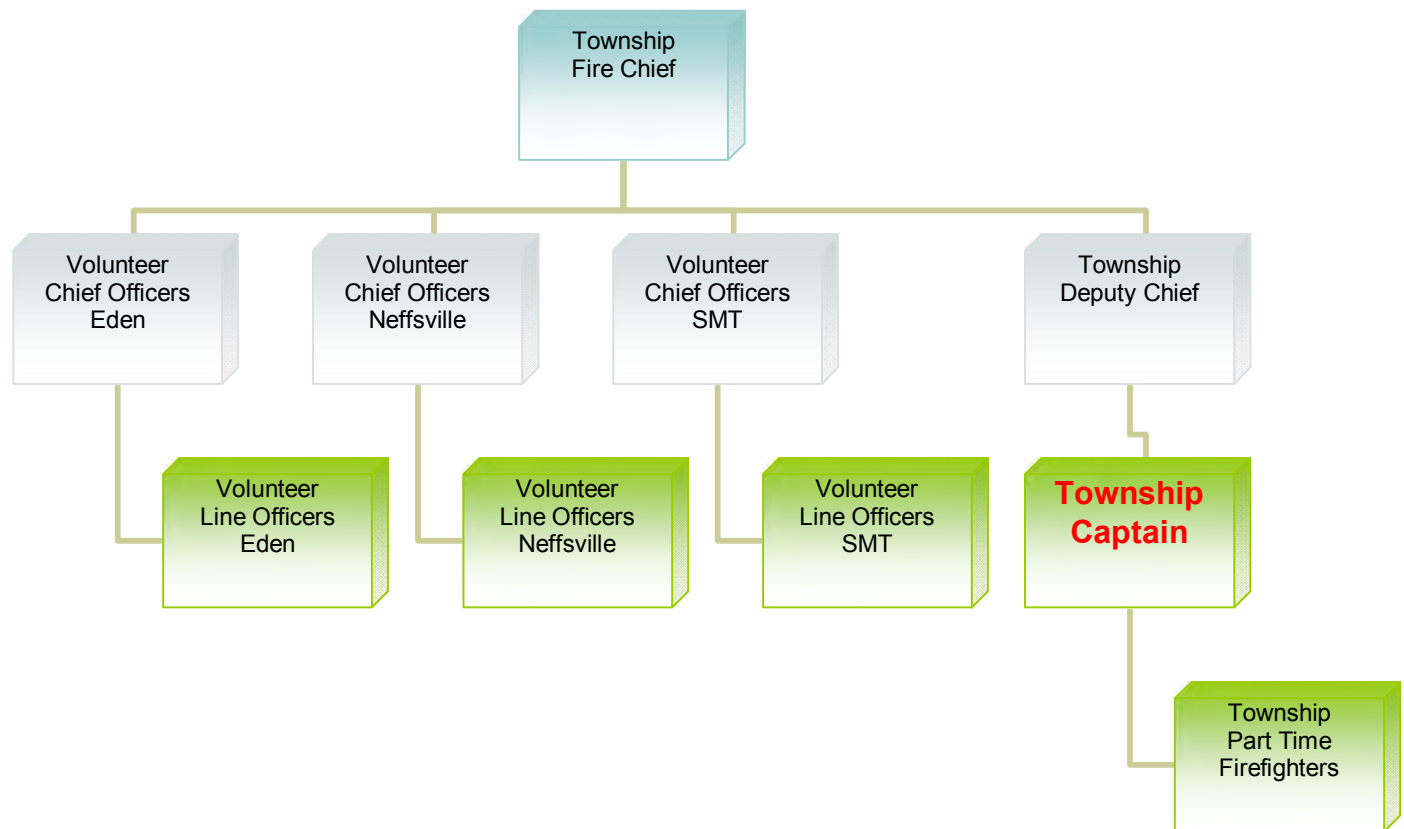 Township
Fire Chief
Volunteer
Chief Officers
Eden
Volunteer
Chief Officers
Neffsville
Volunteer
Chief Officers
SMT
Township
Deputy Chief
Volunteer
Line Officers
Eden
Volunteer
Line Officers
Neffsville
Volunteer
Line Officers
SMT
Township
Captain
Township
Part Time
Firefighters